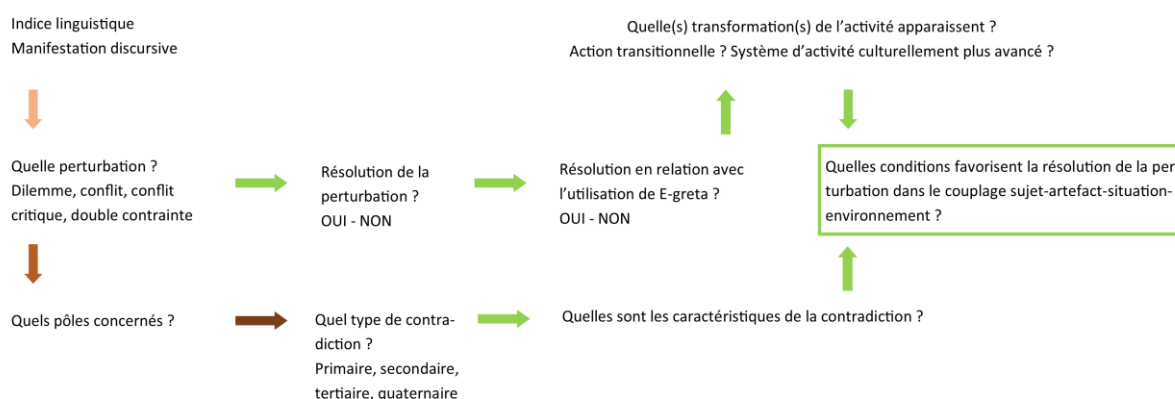 Indice linguistique
Manifestation discursive
Quelle(s) transformation(s) de l'activité apparaissent ?
Action transitionnelle ? Système d'activité culturellement plus avancé ?
Quelle perturbation ?
Dilemme, conflit, conflit
critique, double contrainte
Résolution de la
perturbation ?
OUI - NON
Résolution en relation avec
l'utilisation de E-greta ?
OUI - NON
Quelles conditions favorisent la résolution de la per
turbation dans le couplage sujet-artefact-situation-
environnement ?
Quels pôles concernés ?
Quel type de contra-
diction ?
Primaire, secondaire,
tertiaire, quaternaire
Quelles sont les caractéristiques de la contradiction ?